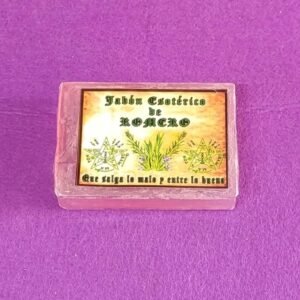 Jabón Esotérico
de
ROMERO
Que salga lo malo y entre lo bueno